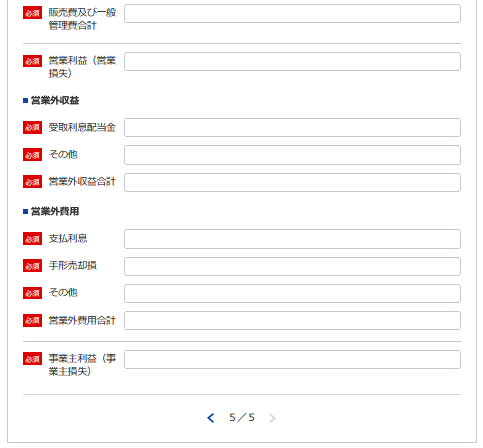 必須 販売費及び一般
管理費合計
必須 営業利益（営業
損失）
営業外収益
必須 受取利息配当金
必須 その他
必須 営業外収益合計
営業外費用
必須 支払利息
必須 手形売却損
必須 その他
必須 営業外費用合計
必須 事業主利益（事
業主損失）
5／5